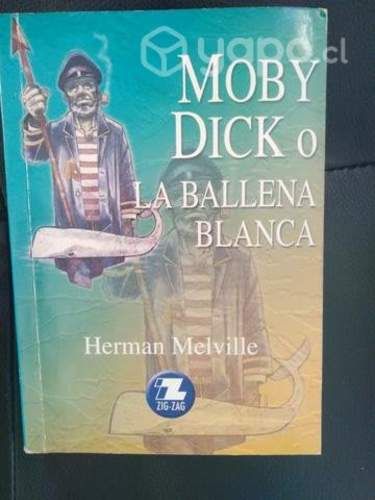 yapo.cl
MOBY
DICK o
LA BALLENA
BLANCA
Herman Melville
ZIG-ZAG